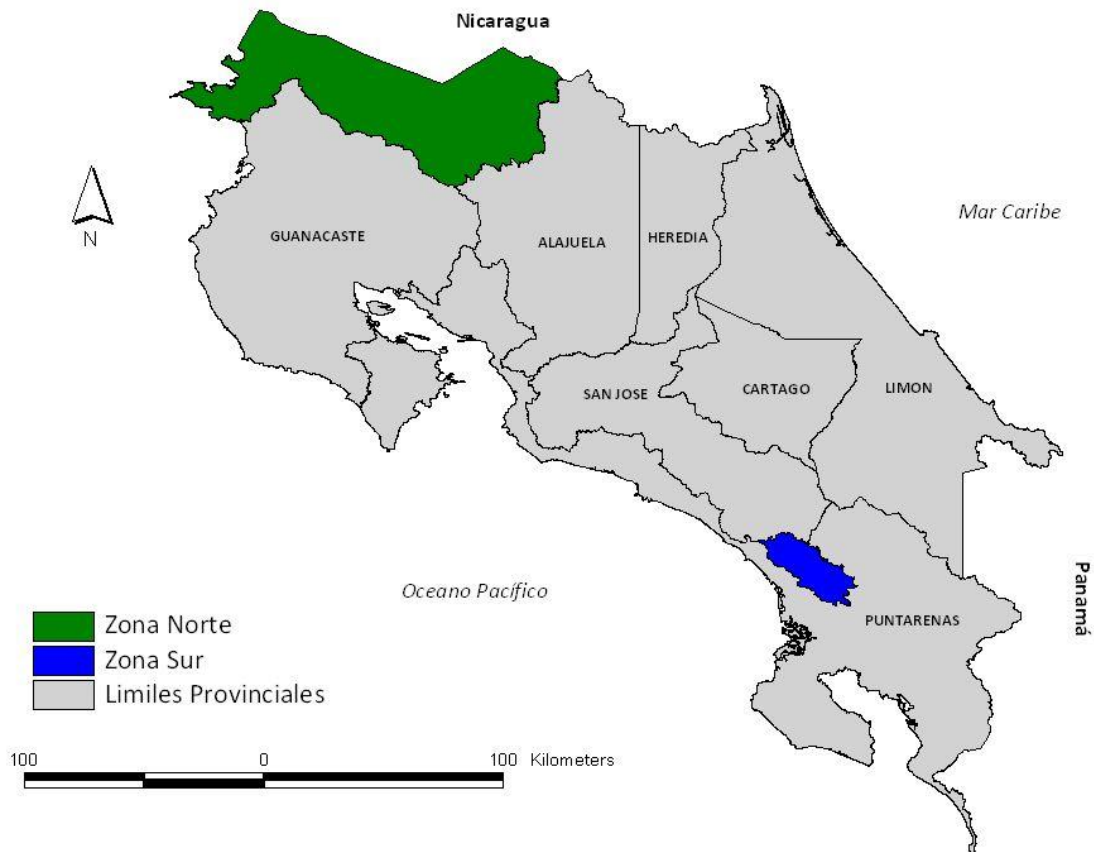 Nicaragua
Mar Caribe
N
GUANACASTE
ALAJUELA
HEREDIA
SAN JOSE
CARTAGO
LIMON
Oceano Pacífico
Panamá
PUNTARENAS
Zona Norte
Zona Sur
Limiles Provinciales
100 0 100 Kilometers